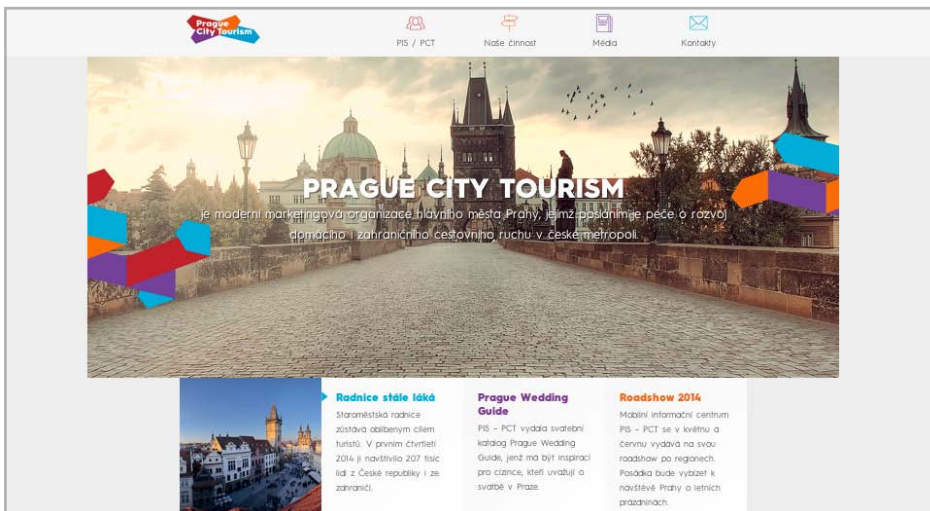 Prague
City Tourism
PIS / PCT
Naše činnost
Média
Kontakty
PRAGUE CITY TOURISM
je moderní marketingová organizace hlavního města Prahy, jejímž posláním je péče o rozvoj
domácího i zahraničního cestovního ruchu v české metropoli.
Radnice stále láká
Staroměstská radnice
zůstává oblíbeným cílem
turistů. V prvním čtvrtletí
2014 ji navštívilo 207 tisíc
lidí z České republiky i ze
zahraničí.
Prague Wedding
Guide
PIS – PCT vydala svatební
katalog Prague Wedding
Guide, jenž má být inspirací
pro cizince, kteří uvažují o
svatbě v Praze.
Roadshow 2014
Mobilní informační centrum
PIS – PCT se v květnu a
červnu vydává na svou
roadshow po regionech.
Posádka bude vybízet k
návštěvě Prahy o letních
prázdninách.